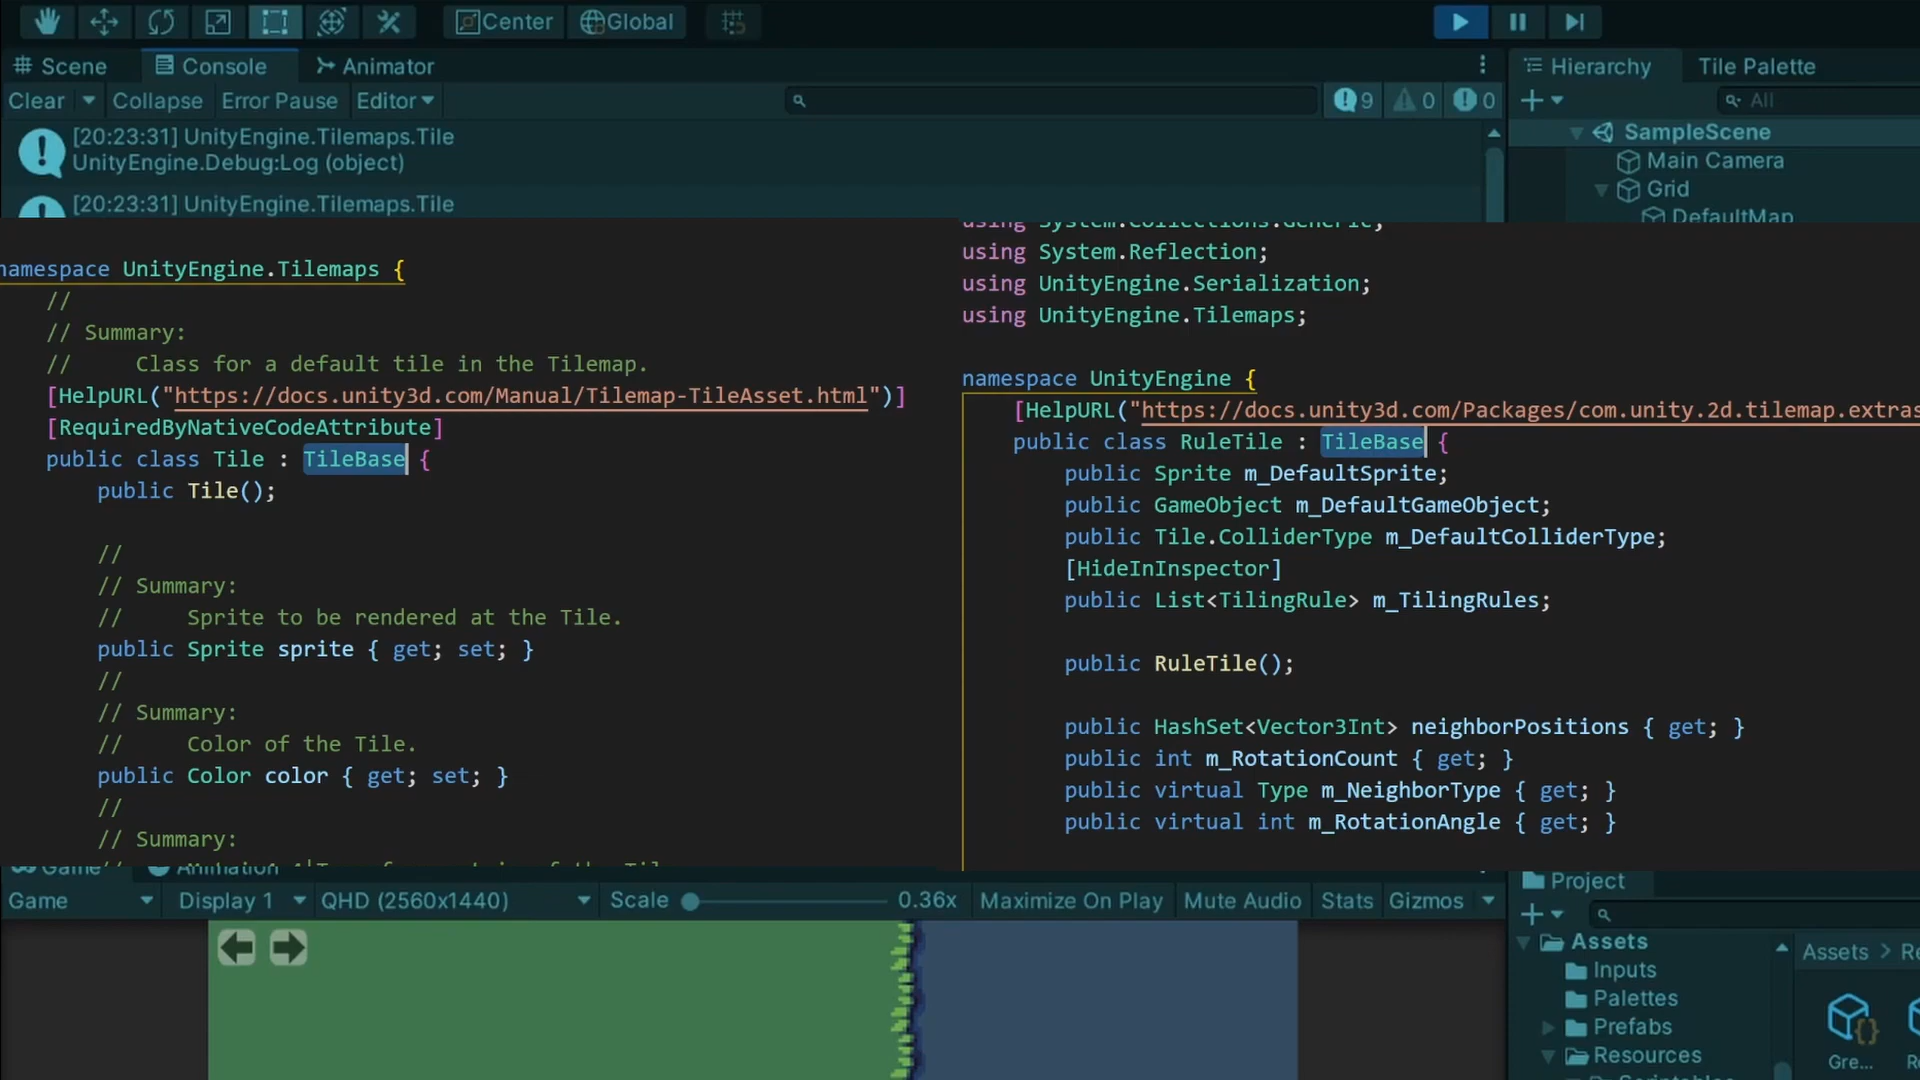 Center
Global
Scene
Console
Animator
Hierarchy
Tile Palette
Clear
Collapse
Error Pause
Editor
9
0
0
All
[20:23:31] UnityEngine.Tilemaps.Tile
UnityEngine.Debug:Log (object)
[20:23:31] UnityEngine.Tilemaps.Tile
SampleScene
Main Camera
Grid
DefaultMap
namespace UnityEngine.Tilemaps {
//
// Summary:
//     Class for a default tile in the Tilemap.
[HelpURL("https://docs.unity3d.com/Manual/Tilemap-TileAsset.html")]
[RequiredByNativeCodeAttribute]
public class Tile : TileBase {
public Tile();
//
// Summary:
//     Sprite to be rendered at the Tile.
public Sprite sprite { get; set; }
//
// Summary:
//     Color of the Tile.
public Color color { get; set; }
//
// Summary:
using System.Collections.Generic;
using System.Reflection;
using UnityEngine.Serialization;
using UnityEngine.Tilemaps;
namespace UnityEngine {
[HelpURL("https://docs.unity3d.com/Packages/com.unity.2d.tilemap.extras
public class RuleTile : TileBase {
public Sprite m_DefaultSprite;
public GameObject m_DefaultGameObject;
public Tile.ColliderType m_DefaultColliderType;
[HideInInspector]
public List<TilingRule> m_TilingRules;
public RuleTile();
public HashSet<Vector3Int> neighborPositions { get; }
public int m_RotationCount { get; }
public virtual Type m_NeighborType { get; }
public virtual int m_RotationAngle { get; }
Game
Animation
Game
Display 1
QHD (2560x1440)
Scale
0.36x
Maximize On Play
Mute Audio
Stats
Gizmos
Project
Assets
Inputs
Palettes
Prefabs
Resources
Assets > Re
Gre...